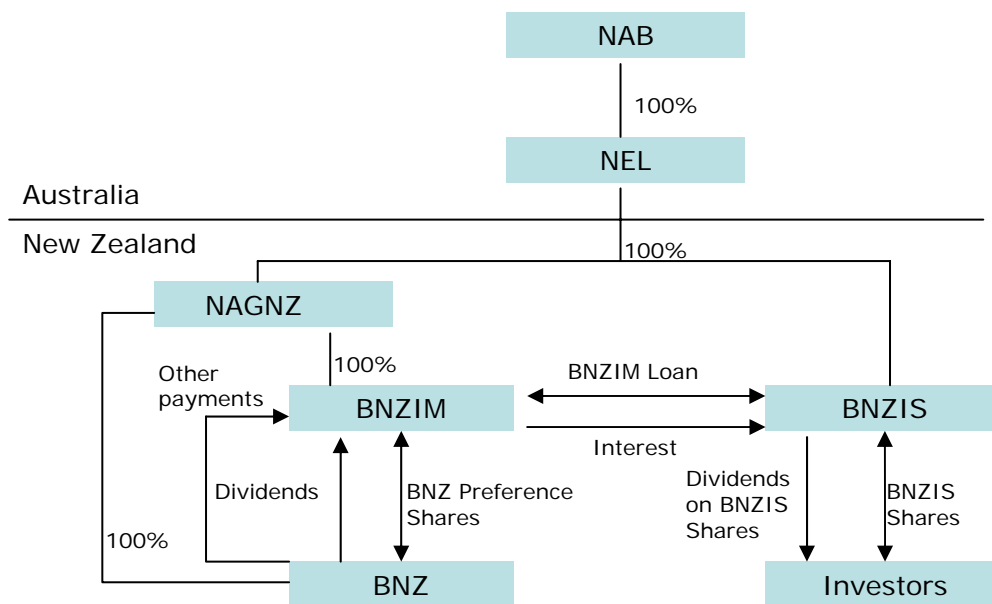 NAB
100%
NEL
Australia
New Zealand
100%
NAGNZ
100%
Other
payments
BNZIM Loan
BNZIM
BNZIS
Interest
Dividends
BNZ Preference
Shares
Dividends
on BNZIS
Shares
BNZIS
Shares
100%
BNZ
Investors